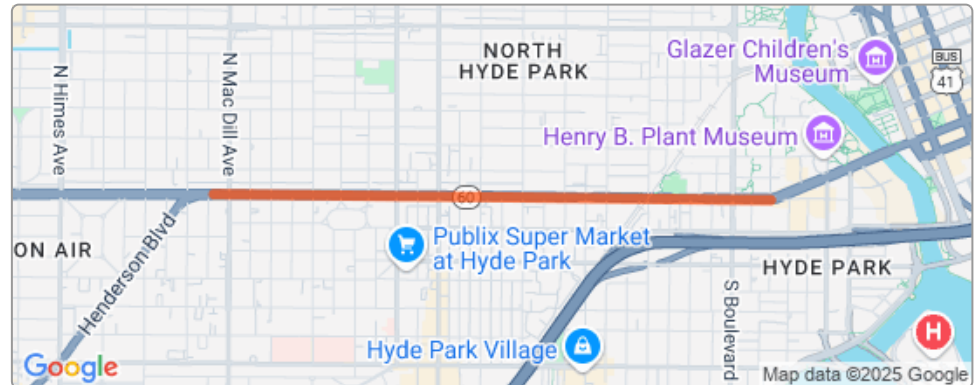 NORTH
HYDE PARK
Glazer Children's
Museum
BUS
41
N Himes Ave
N Mac Dill Ave
Henry B. Plant Museum
60
ON AIR
Henderson Blvd
Publix Super Market
at Hyde Park
HYDE PARK
S Boulevard
Hyde Park Village
H
Google
Map data ©2025 Google